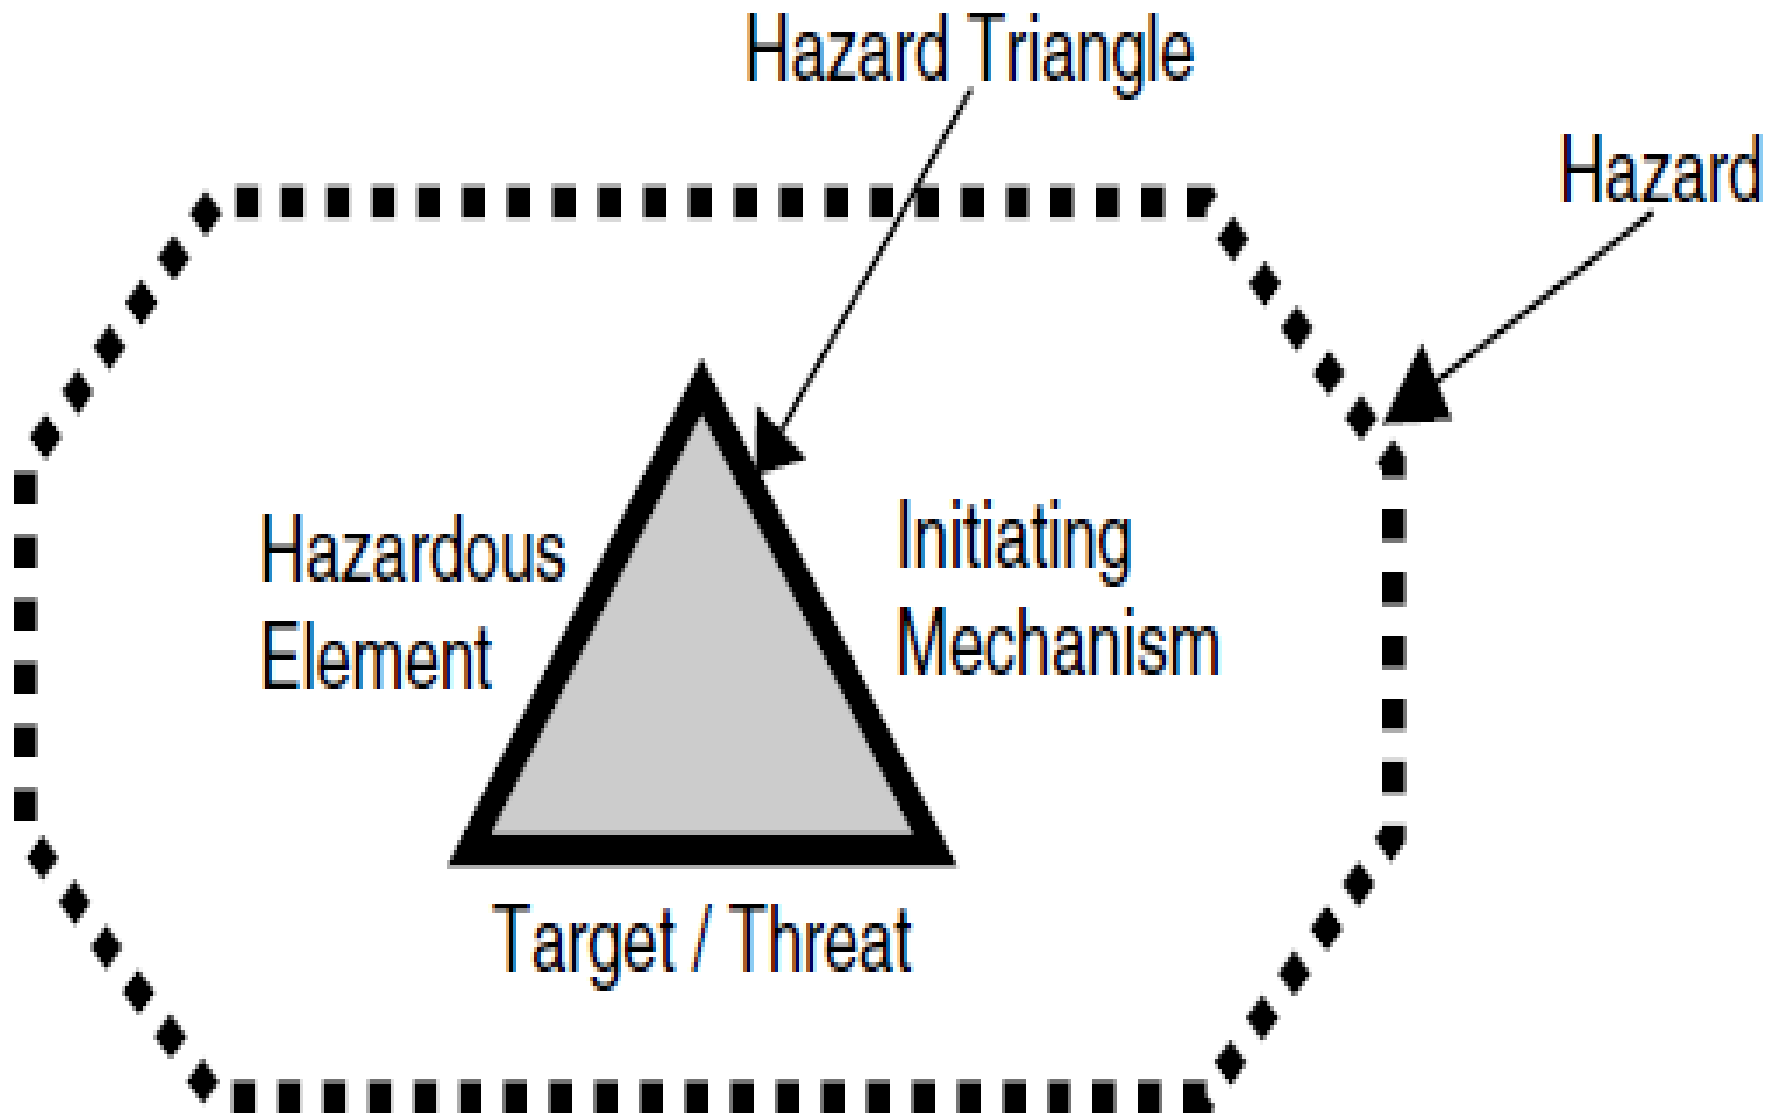 Hazard Triangle
Hazard
Hazardous
Element
Initiating
Mechanism
Target / Threat